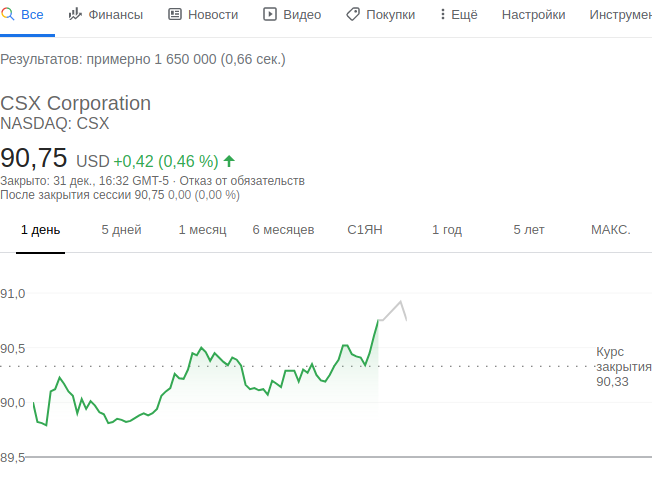 Все Финансы Новости Видео Покупки Ещё Настройки Инструмен
Результатов: примерно 1 650 000 (0,66 сек.)
CSX Corporation
NASDAQ: CSX
90,75 USD +0,42 (0,46 %)
Закрыто: 31 дек., 16:32 GMT-5 · Отказ от обязательств
После закрытия сессии 90,75 0,00 (0,00 %)
1 день 5 дней 1 месяц 6 месяцев С1ЯН 1 год 5 лет МАКС.
91,0
90,5
Курс
закрытия
90,33
90,0
89,5